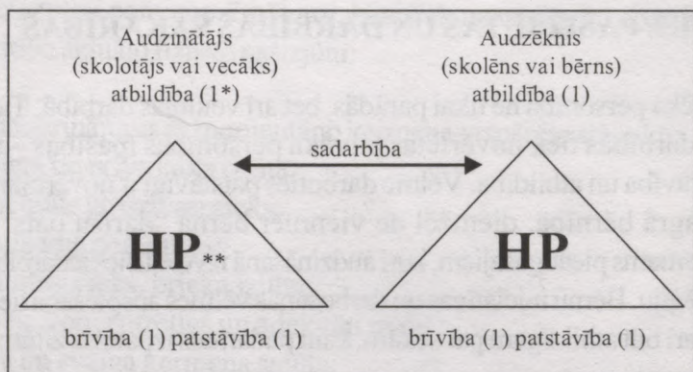 Audzinātājs
(skolotājs vai vecāks)
atbildība (1*)
Audzēknis
(skolēns vai bērns)
atbildība (1)
sadarbība
HP**
HP
brīvība (1) patstāvība (1)
brīvība (1) patstāvība (1)